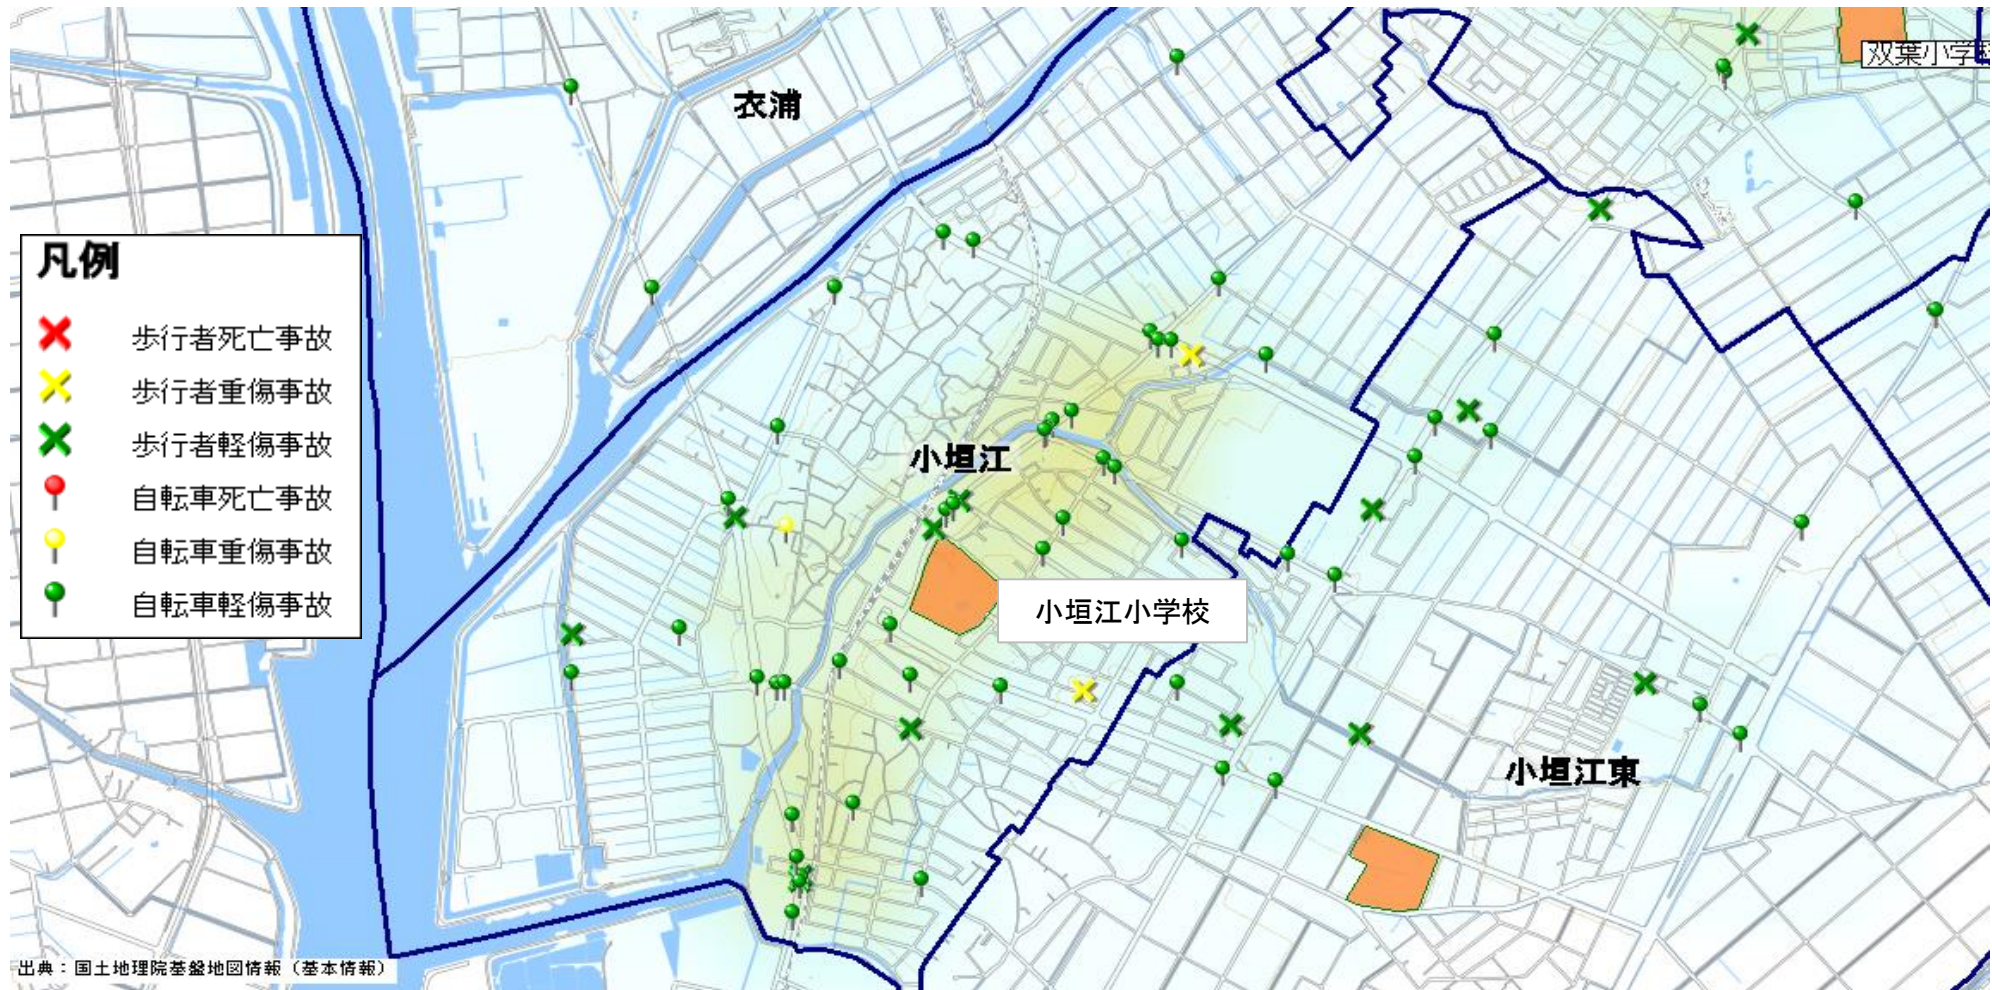 衣浦
双葉小学
凡例
歩行者死亡事故
歩行者重傷事故
歩行者軽傷事故
自転車死亡事故
自転車重傷事故
自転車軽傷事故
小垣江
小垣江小学校
小垣江東
出典：国土地理院基盤地図情報（基本情報）